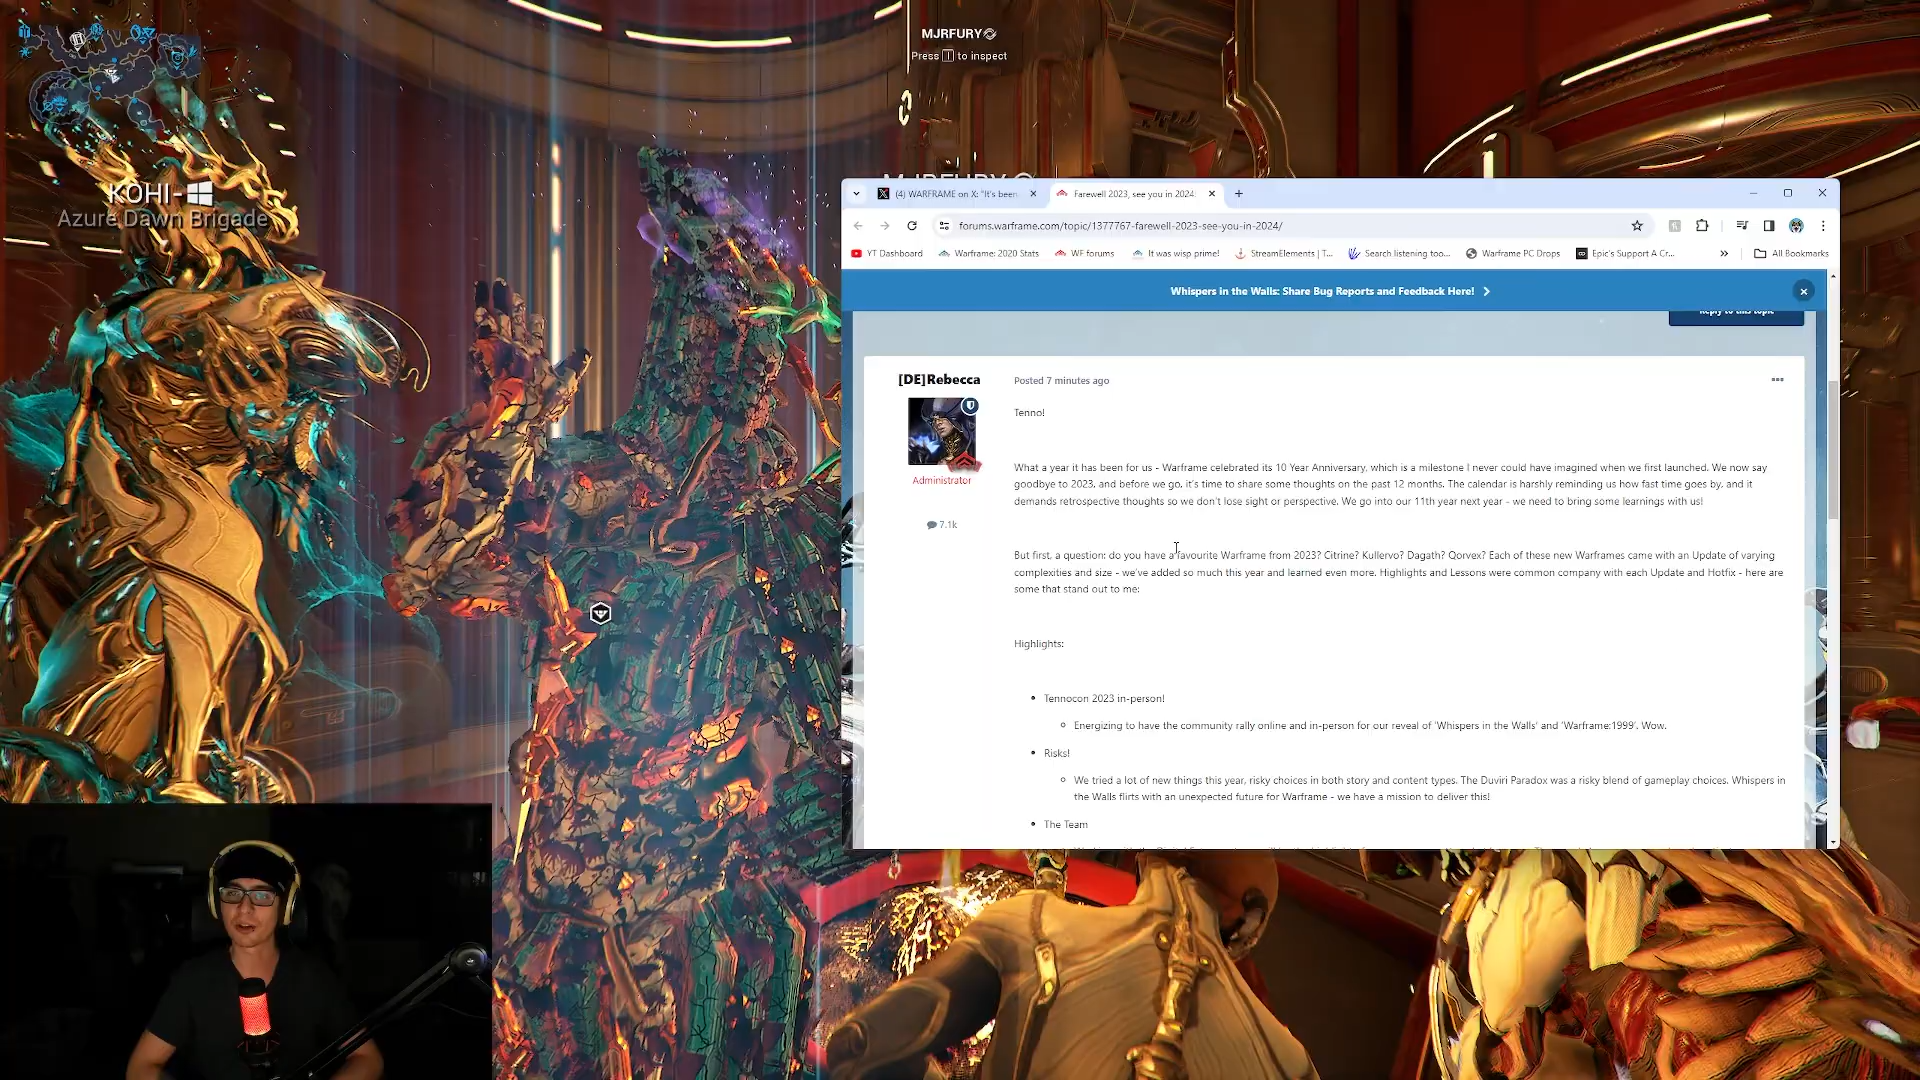 MJRFURY
Press I to inspect
KOHI-
Azure Dawn Brigade
(4) WARFRAME on X: "It's been
Farewell 2023, see you in 2024
forums.warframe.com/topic/1377767-farewell-2023-see-you-in-2024/
YT Dashboard
Warframe: 2020 Stats
WF forums
It was wisp prime!
StreamElements | T...
Search listening too...
Warframe PC Drops
Epic's Support A Cr...
All Bookmarks
Whispers in the Walls: Share Bug Reports and Feedback Here!
Reply to this topic
[DE]Rebecca
Administrator
7.1k
Posted 7 minutes ago
Tenno!
What a year it has been for us - Warframe celebrated its 10 Year Anniversary, which is a milestone I never could have imagined when we first launched. We now say
goodbye to 2023, and before we go, it's time to share some thoughts on the past 12 months. The calendar is harshly reminding us how fast time goes by, and it
demands retrospective thoughts so we don't lose sight or perspective. We go into our 11th year next year - we need to bring some learnings with us!
But first, a question: do you have a favourite Warframe from 2023? Citrine? Kullervo? Dagath? Qorvex? Each of these new Warframes came with an Update of varying
complexities and size - we've added so much this year and learned even more. Highlights and Lessons were common company with each Update and Hotfix - here are
some that stand out to me:
Highlights:
Tennocon 2023 in-person!
Energizing to have the community rally online and in-person for our reveal of 'Whispers in the Walls' and 'Warframe:1999'. Wow.
Risks!
We tried a lot of new things this year, risky choices in both story and content types. The Duviri Paradox was a risky blend of gameplay choices. Whispers in
the Walls flirts with an unexpected future for Warframe - we have a mission to deliver this!
The Team